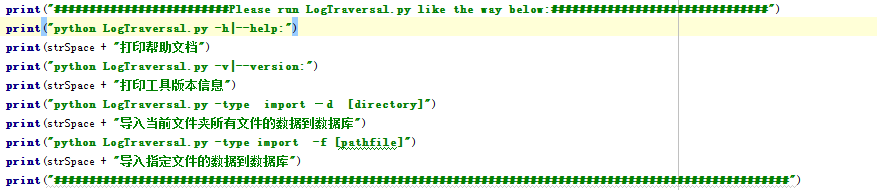 print("#########################Please run LogTraversal.py like the way below:###############################")
print("python LogTraversal.py -h|--help:")
print(strSpace + "打印帮助文档")
print("python LogTraversal.py -v|--version:")
print(strSpace + "打印工具版本信息")
print("python LogTraversal.py -type  import －d  [directory]")
print(strSpace + "导入当前文件夹所有文件的数据到数据库")
print("python LogTraversal.py -type import  -f [pathfile]")
print(strSpace + "导入指定文件的数据到数据库")
print("#########################################################################################################")